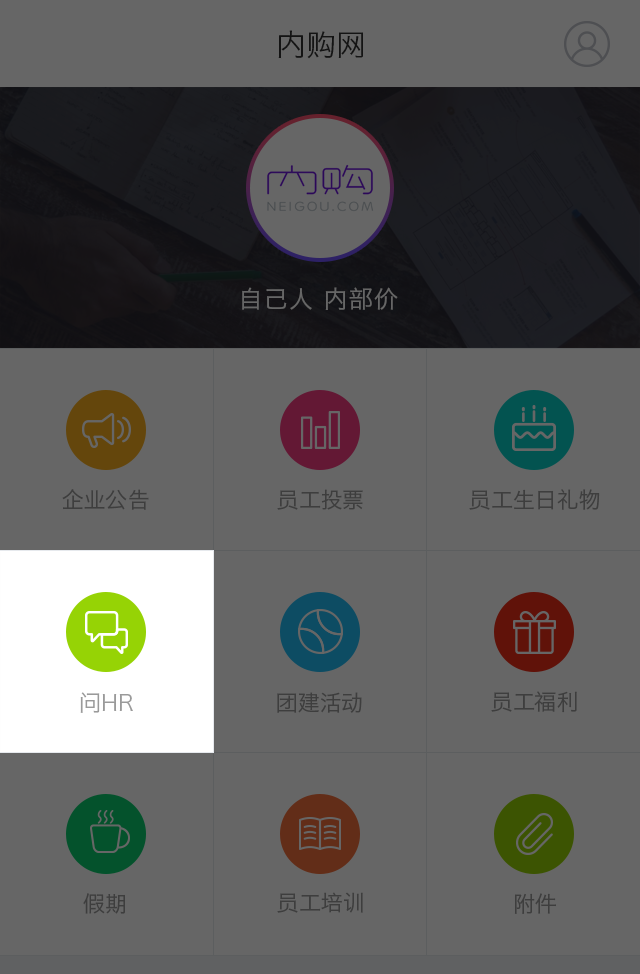 内购网
内购
NEIGOU.COM
自己人 内部价
企业公告
员工投票
员工生日礼物
问HR
团建活动
员工福利
假期
员工培训
附件